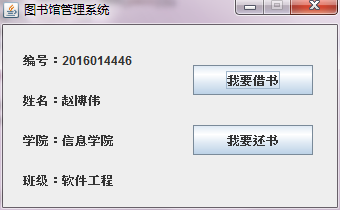 图书馆管理系统
编号：2016014446
我要借书
姓名：赵博伟
学院：信息学院
我要还书
班级：软件工程